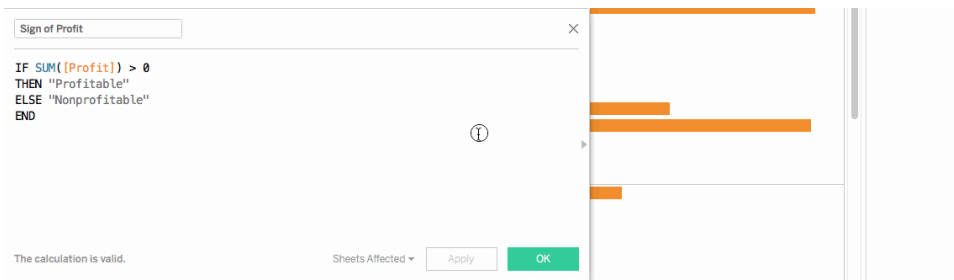 Sign of Profit
IF SUM([Profit]) > 0
THEN "Profitable"
ELSE "Nonprofitable"
END
The calculation is valid.
Sheets Affected
Apply
OK